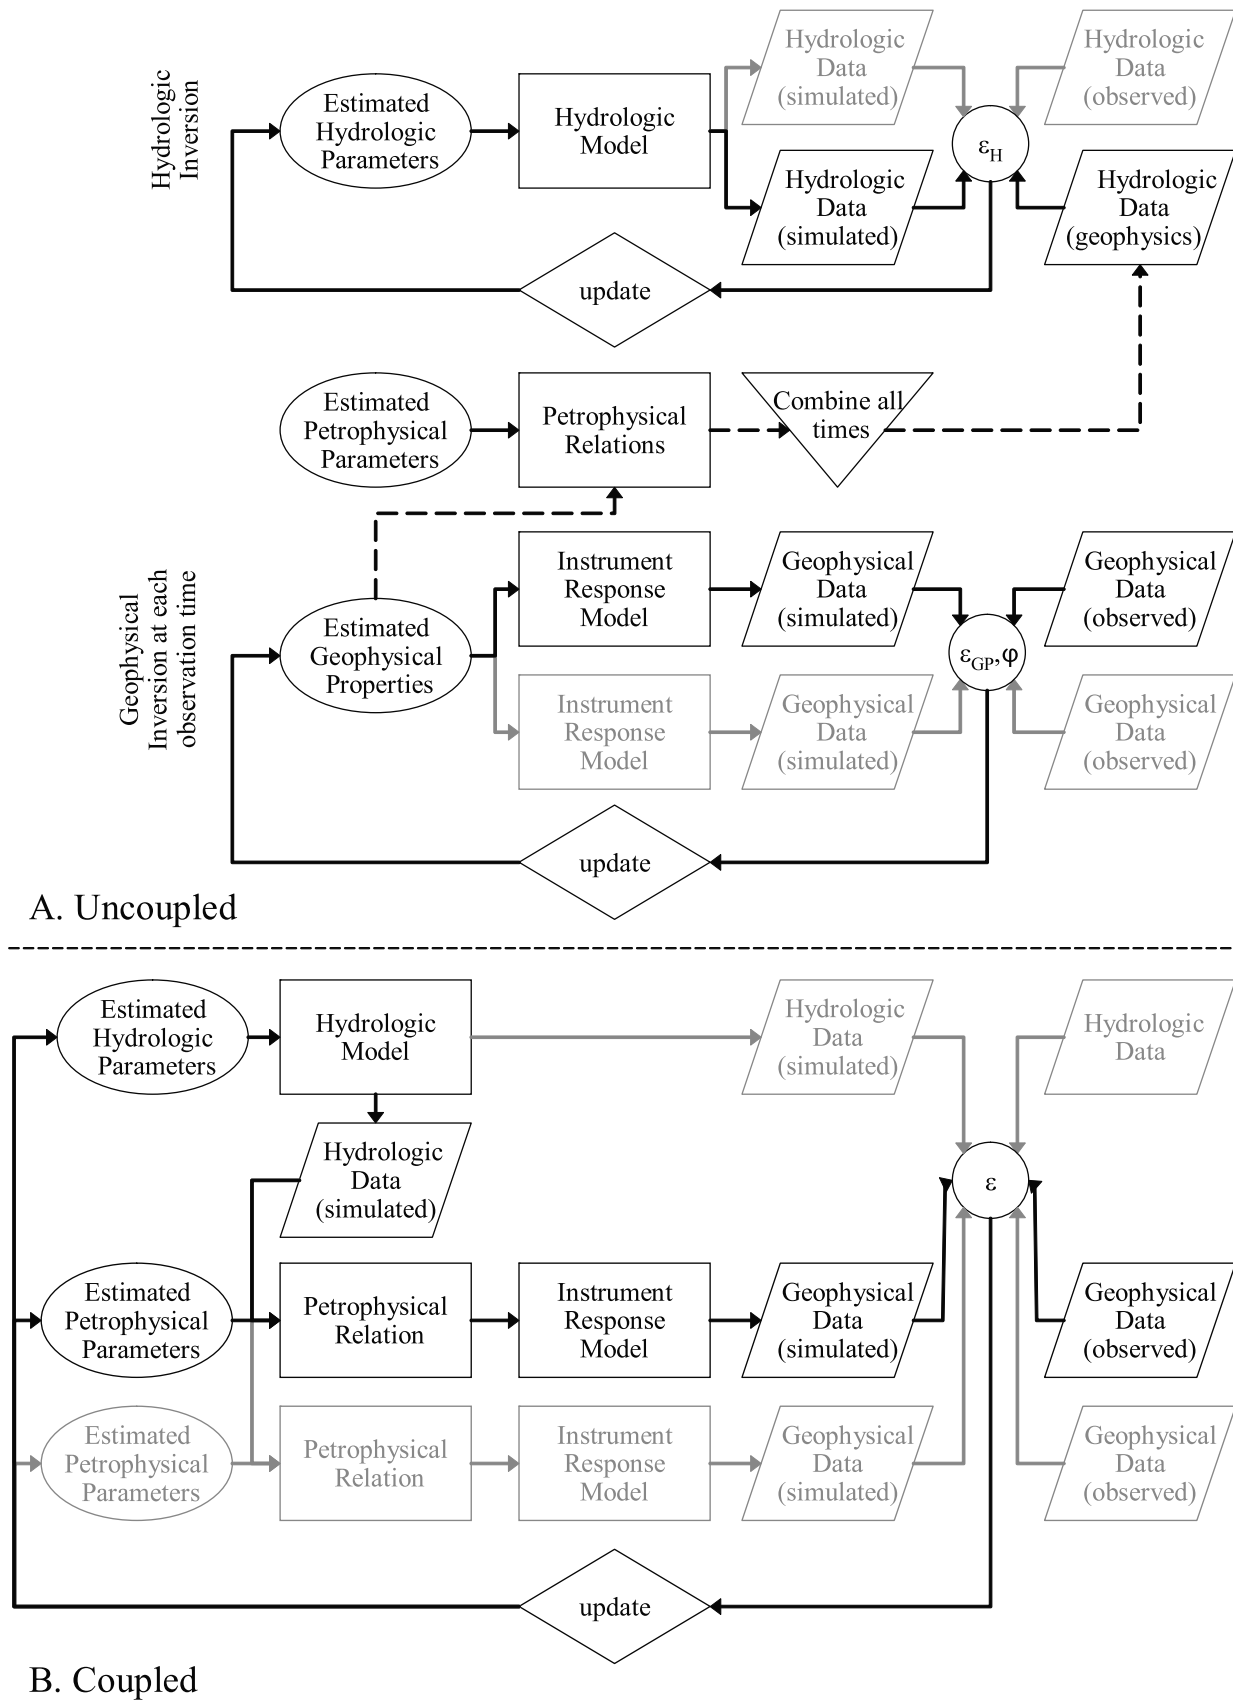 Hydrologic
Inversion
Estimated
Hydrologic
Parameters
Hydrologic
Model
Hydrologic
Data
(simulated)
Hydrologic
Data
(observed)
εH
Hydrologic
Data
(simulated)
Hydrologic
Data
(geophysics)
update
Estimated
Petrophysical
Parameters
Petrophysical
Relations
Combine all
times
Geophysical
Inversion at each
observation time
Estimated
Geophysical
Properties
Instrument
Response
Model
Geophysical
Data
(simulated)
Geophysical
Data
(observed)
εGP,φ
Instrument
Response
Model
Geophysical
Data
(simulated)
Geophysical
Data
(observed)
update
A. Uncoupled
Estimated
Hydrologic
Parameters
Hydrologic
Model
Hydrologic
Data
(simulated)
Hydrologic
Data
Hydrologic
Data
(simulated)
ε
Estimated
Petrophysical
Parameters
Petrophysical
Relation
Instrument
Response
Model
Geophysical
Data
(simulated)
Geophysical
Data
(observed)
Estimated
Petrophysical
Parameters
Petrophysical
Relation
Instrument
Response
Model
Geophysical
Data
(simulated)
Geophysical
Data
(observed)
update
B. Coupled